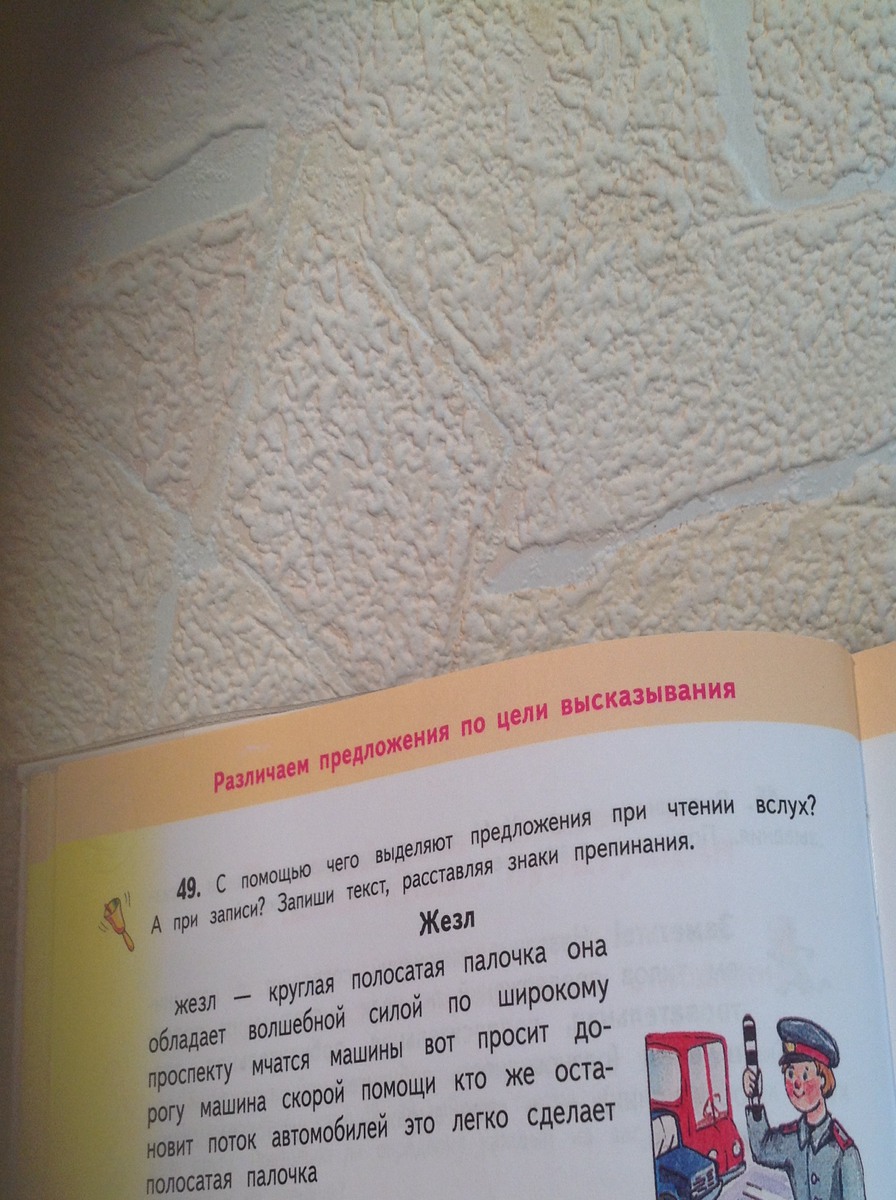 Различаем предложения по цели высказывания
49. С помощью чего выделяют предложения при чтении вслух?
А при записи? Запиши текст, расставляя знаки препинания.
Жезл
жезл — круглая полосатая палочка она
обладает волшебной силой по широкому
проспекту мчатся машины вот просит до-
рогу машина скорой помощи кто же оста-
новит поток автомобилей это легко сделает
полосатая палочка